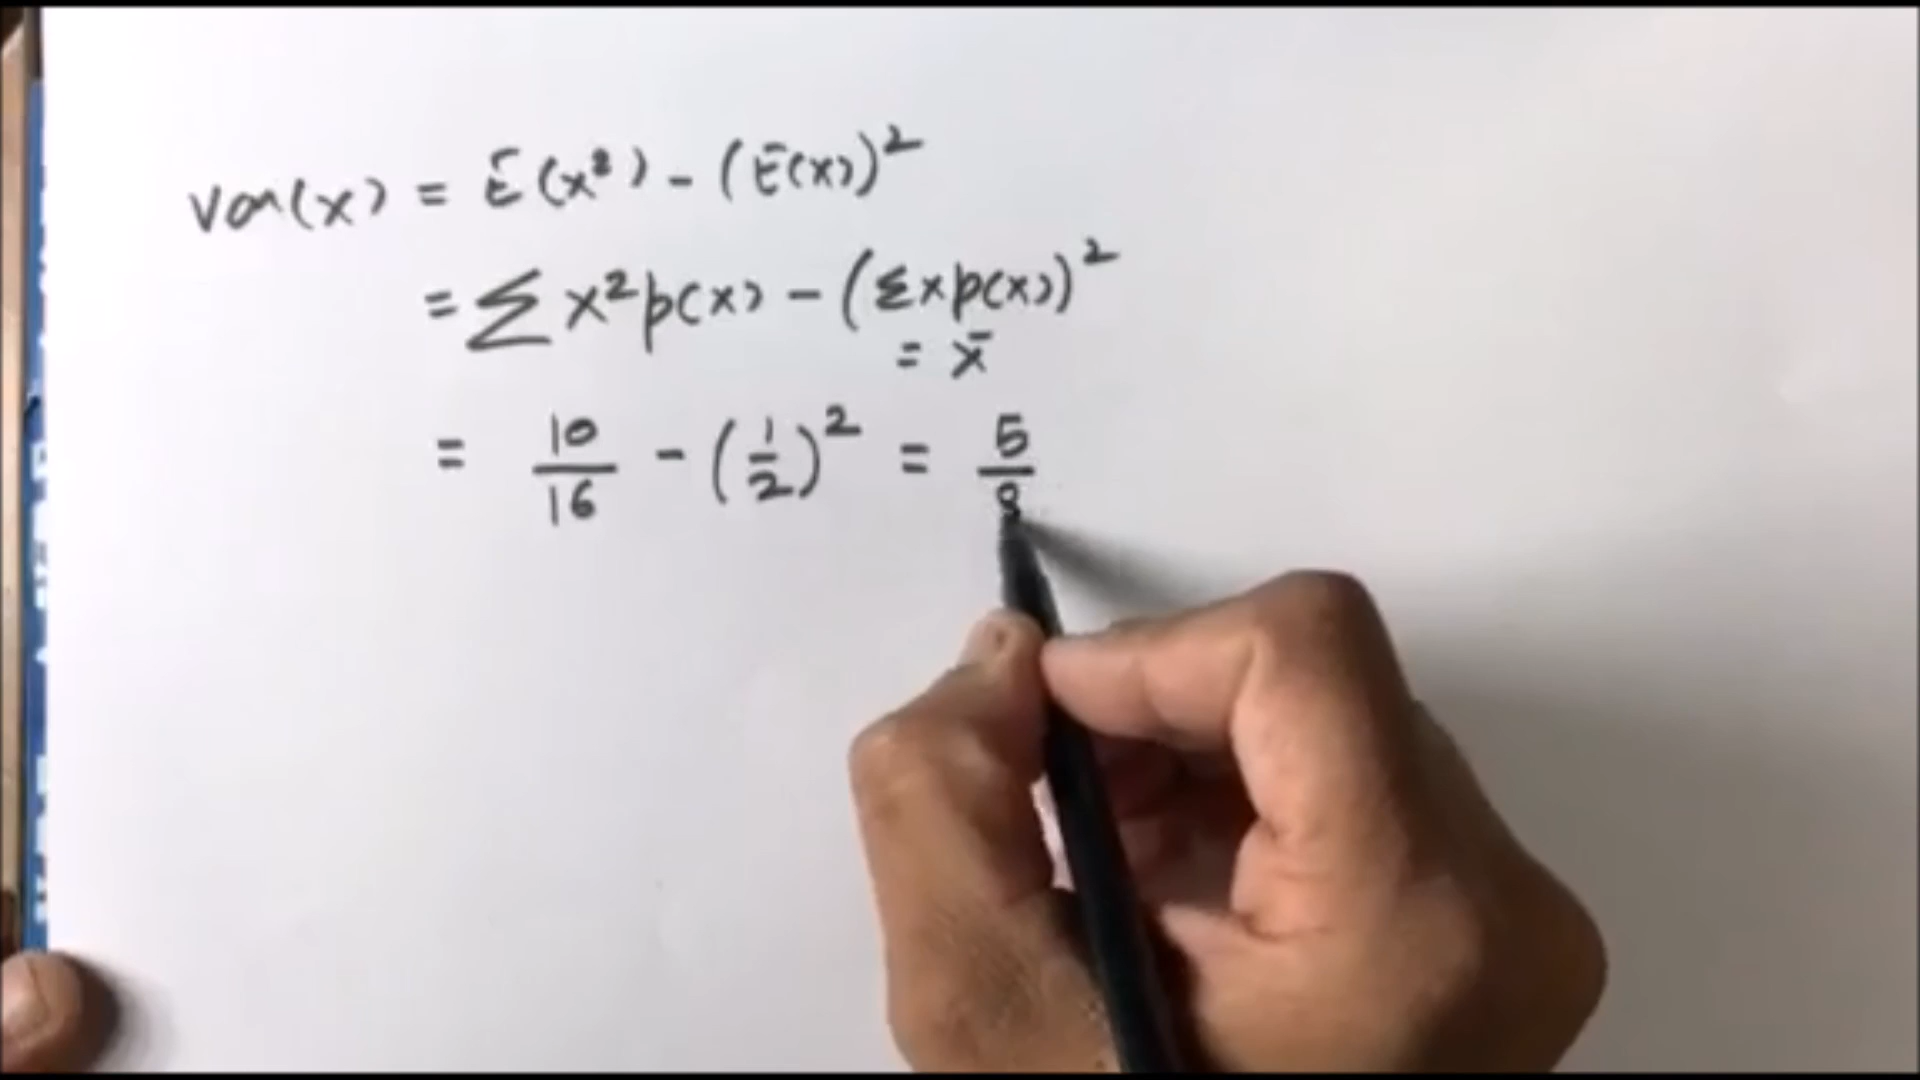 Var(x) = E(x²) - (E(x))²
= Σ x²p(x) - (Σxp(x))²
= x̄
= 10/16 - (1/2)² = 5/8